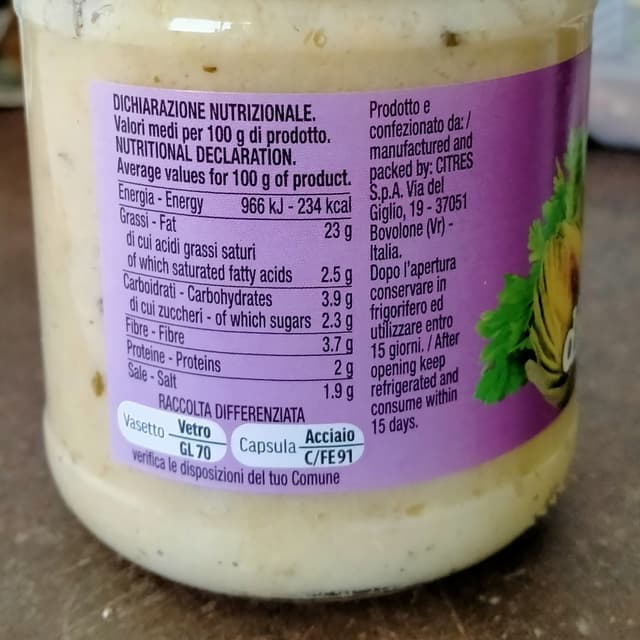 DICHIARAZIONE NUTRIZIONALE.
Valori medi per 100 g di prodotto.
NUTRITIONAL DECLARATION.
Average values for 100 g of product.
Energia - Energy 966 kJ - 234 kcal
Grassi - Fat 23 g
di cui acidi grassi saturi
of which saturated fatty acids 2.5 g
Carboidrati - Carbohydrates 3.9 g
di cui zuccheri - of which sugars 2.3 g
Fibre - Fibre 3.7 g
Proteine - Proteins 2 g
Sale - Salt 1.9 g
RACCOLTA DIFFERENZIATA
Vasetto Vetro GL 70 Capsula Acciaio C/FE 91
verifica le disposizioni del tuo Comune
Prodotto e
confezionato da: /
manufactured and
packed by: CITRES
S.p.A. Via del
Giglio, 19 - 37051
Bovolone (Vr) -
Italia.
Dopo l'apertura
conservare in
frigorifero ed
utilizzare entro
15 giorni. / After
opening keep
refrigerated and
consume within
15 days.